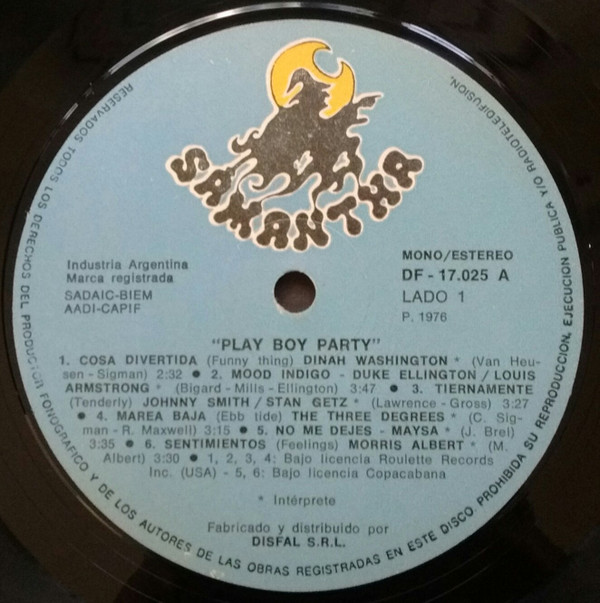 SAMANTHA
Industria Argentina
Marca registrada
SADAIC-BIEM
AADI-CAPIF
MONO/ESTEREO
DF - 17.025 A
LADO 1
P. 1976
"PLAY BOY PARTY"
1. COSA DIVERTIDA (Funny thing) DINAH WASHINGTON * (Van Heu-
sen - Sigman) 2:32 ● 2. MOOD INDIGO - DUKE ELLINGTON / LOUIS
ARMSTRONG * (Bigard - Mills - Ellington) 3:47 ● 3. TIERNAMENTE
(Tenderly) JOHNNY SMITH / STAN GETZ * (Lawrence - Gross) 3:27
● 4. MAREA BAJA (Ebb tide) THE THREE DEGREES * (C. Sig-
man - R. Maxwell) 3:15 ● 5. NO ME DEJES - MAYSA * (J. Brel)
3:35 ● 6. SENTIMIENTOS (Feelings) MORRIS ALBERT * (M.
Albert) 3:30 ● 1, 2, 3, 4: Bajo licencia Roulette Records
Inc. (USA) - 5, 6: Bajo licencia Copacabana
* Intérprete
Fabricado y distribuido por
DISFAL S.R.L.
RESERVADOS TODOS LOS DERECHOS DEL PRODUCTOR FONOGRAFICO Y DE LOS AUTORES DE LAS OBRAS REGISTRADAS EN ESTE DISCO. PROHIBIDA SU REPRODUCCION, EJECUCION PUBLICA Y/O RADIOTELEDIFUSION.